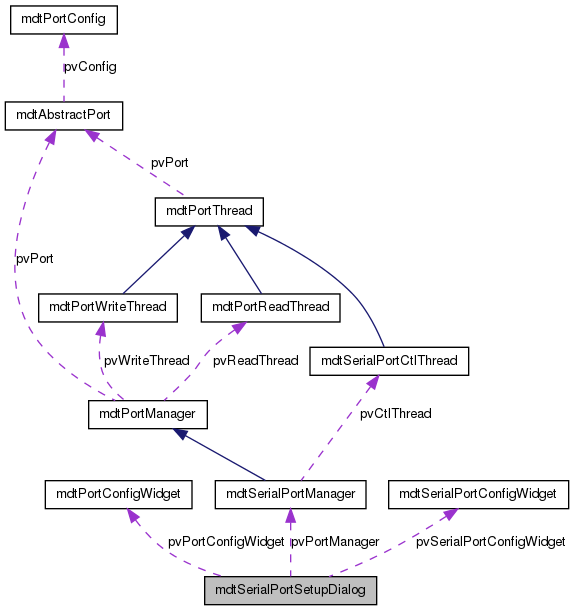 mdtPortConfig
pvConfig
mdtAbstractPort
pvPort
mdtPortThread
pvPort
mdtPortWriteThread
mdtPortReadThread
pvWriteThread
pvReadThread
mdtSerialPortCtlThread
mdtPortManager
pvCtlThread
mdtPortConfigWidget
mdtSerialPortManager
mdtSerialPortConfigWidget
pvPortConfigWidget
pvPortManager
pvSerialPortConfigWidget
mdtSerialPortSetupDialog